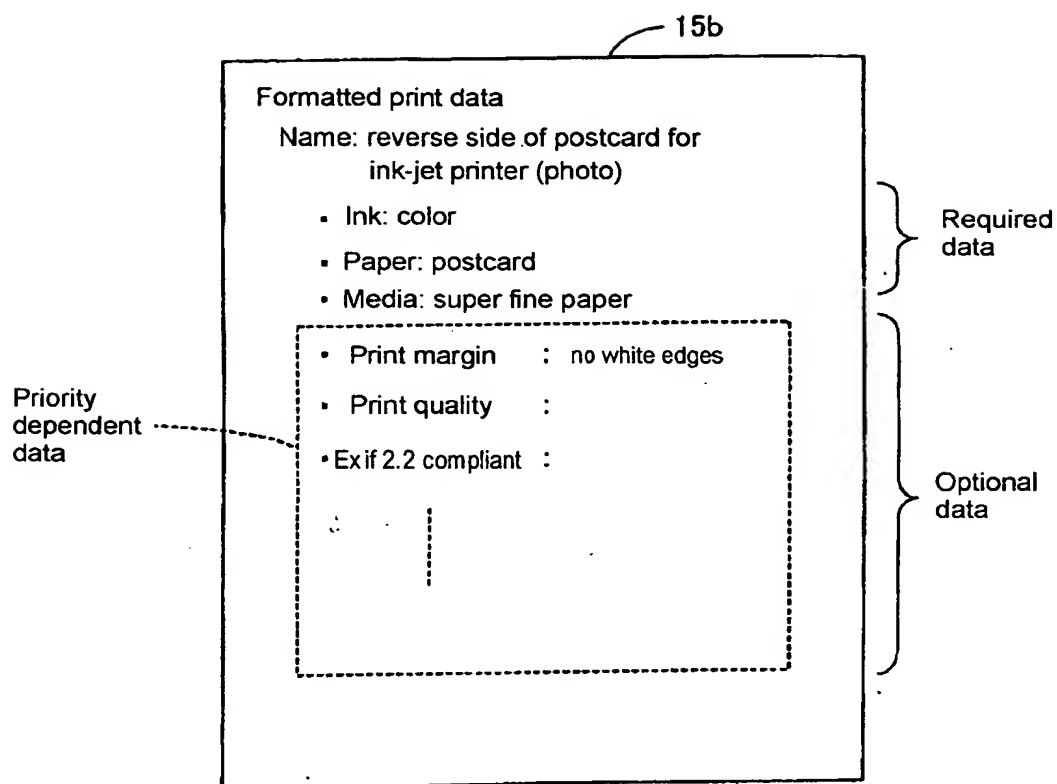 15b
Formatted print data
Name: reverse side of postcard for
ink-jet printer (photo)
• Ink: color
• Paper: postcard
• Media: super fine paper
Required
data
• Print margin : no white edges
• Print quality :
• Exif 2.2 compliant :
Priority
dependent
data
Optional
data